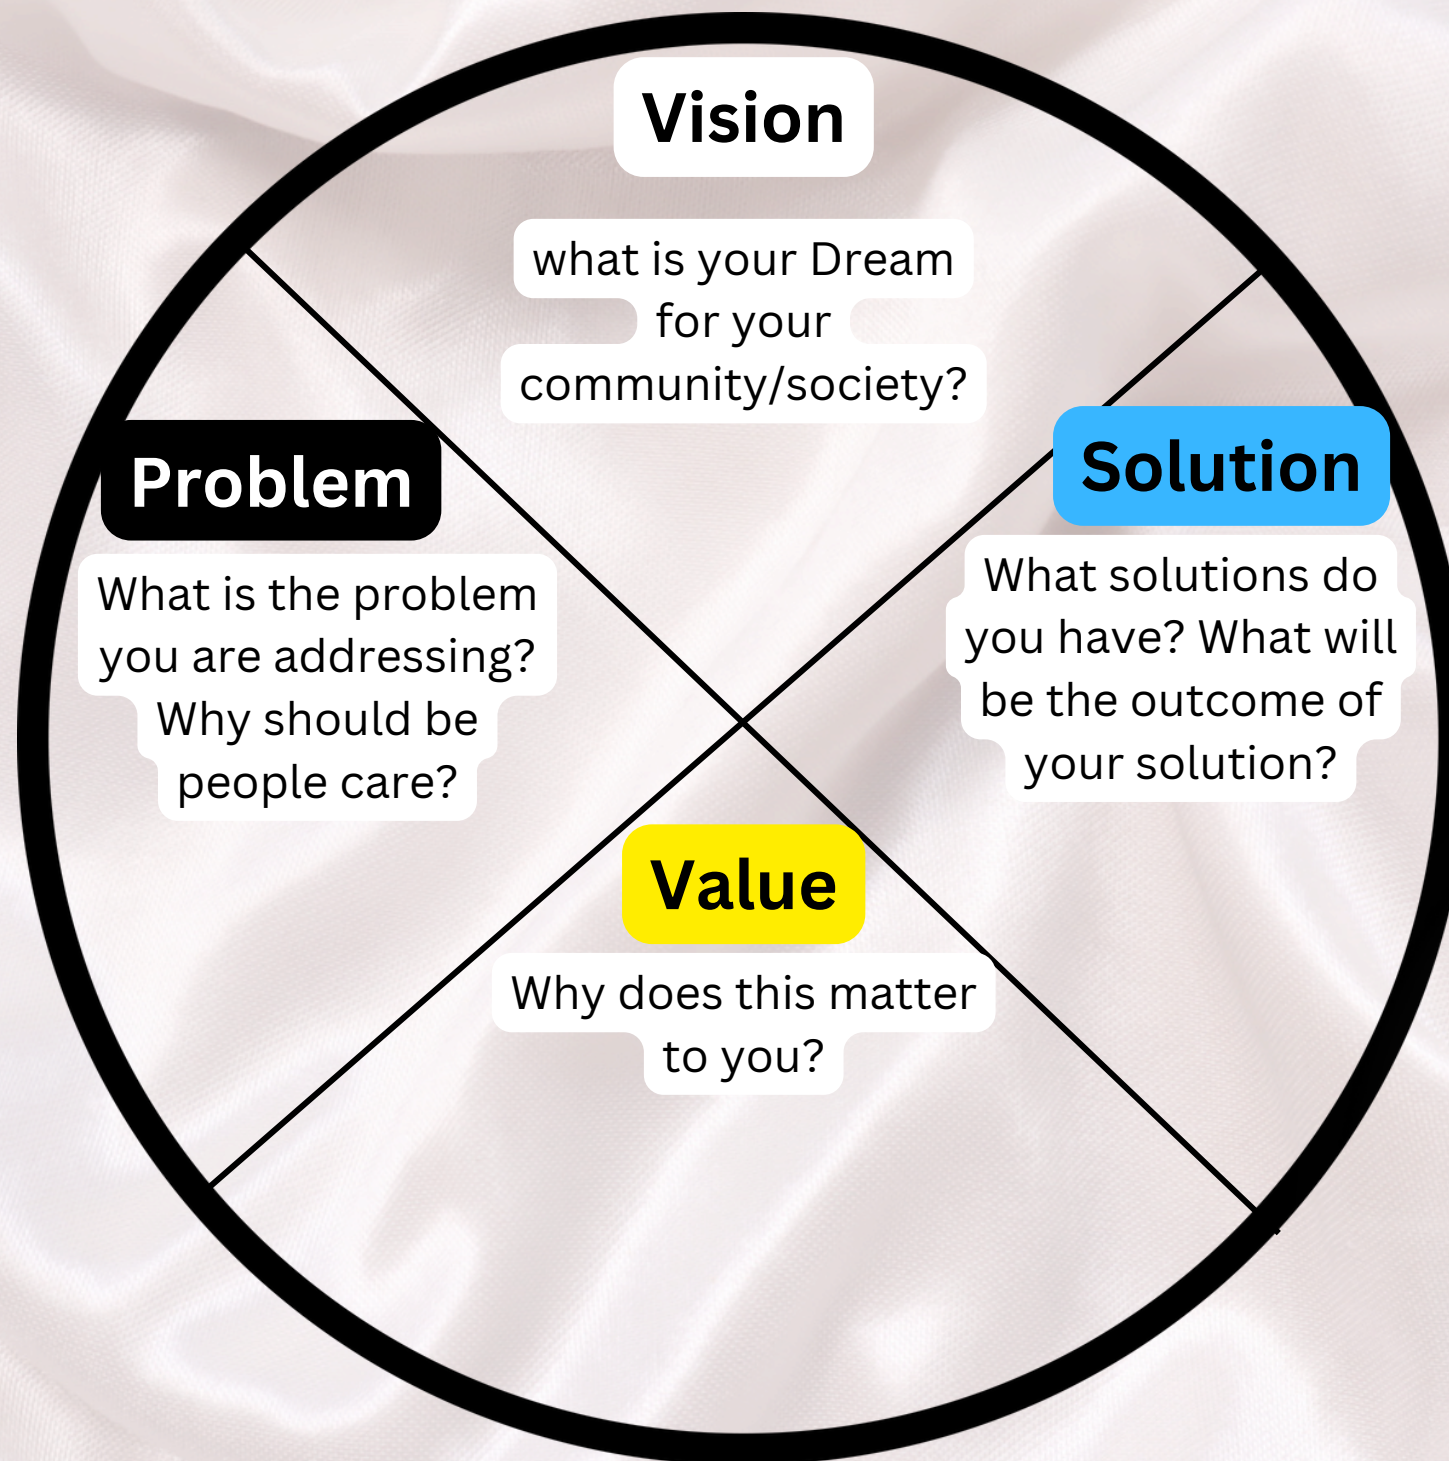 Vision
what is your Dream
for your
community/society?
Problem
What is the problem
you are addressing?
Why should be
people care?
Solution
What solutions do
you have? What will
be the outcome of
your solution?
Value
Why does this matter
to you?